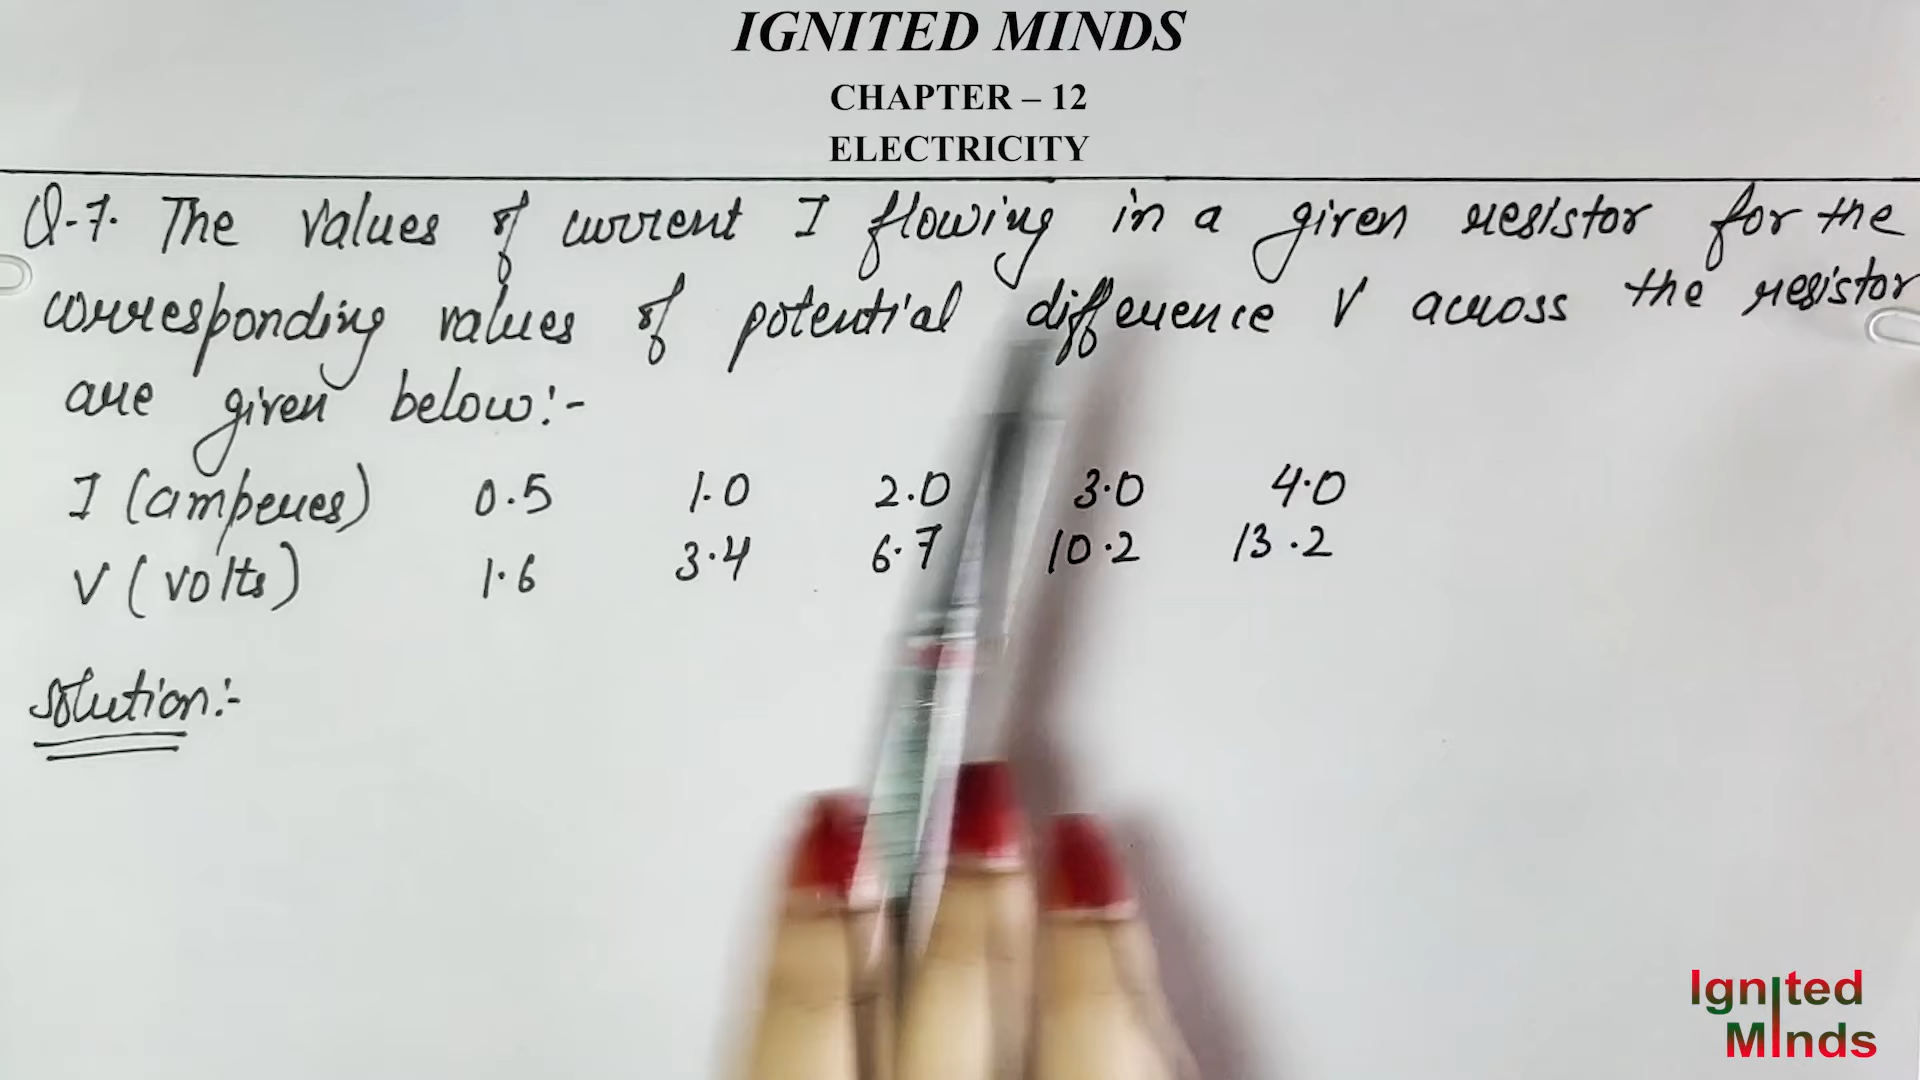 IGNITED MINDS
CHAPTER – 12
ELECTRICITY
Q.7. The values of current I flowing in a given resistor for the
corresponding values of potential difference V across the resistor
are given below:-
I (amperes) 0.5 1.0 2.0 3.0 4.0
V (volts) 1.6 3.4 6.7 10.2 13.2
Solution:-
Ignited
Minds